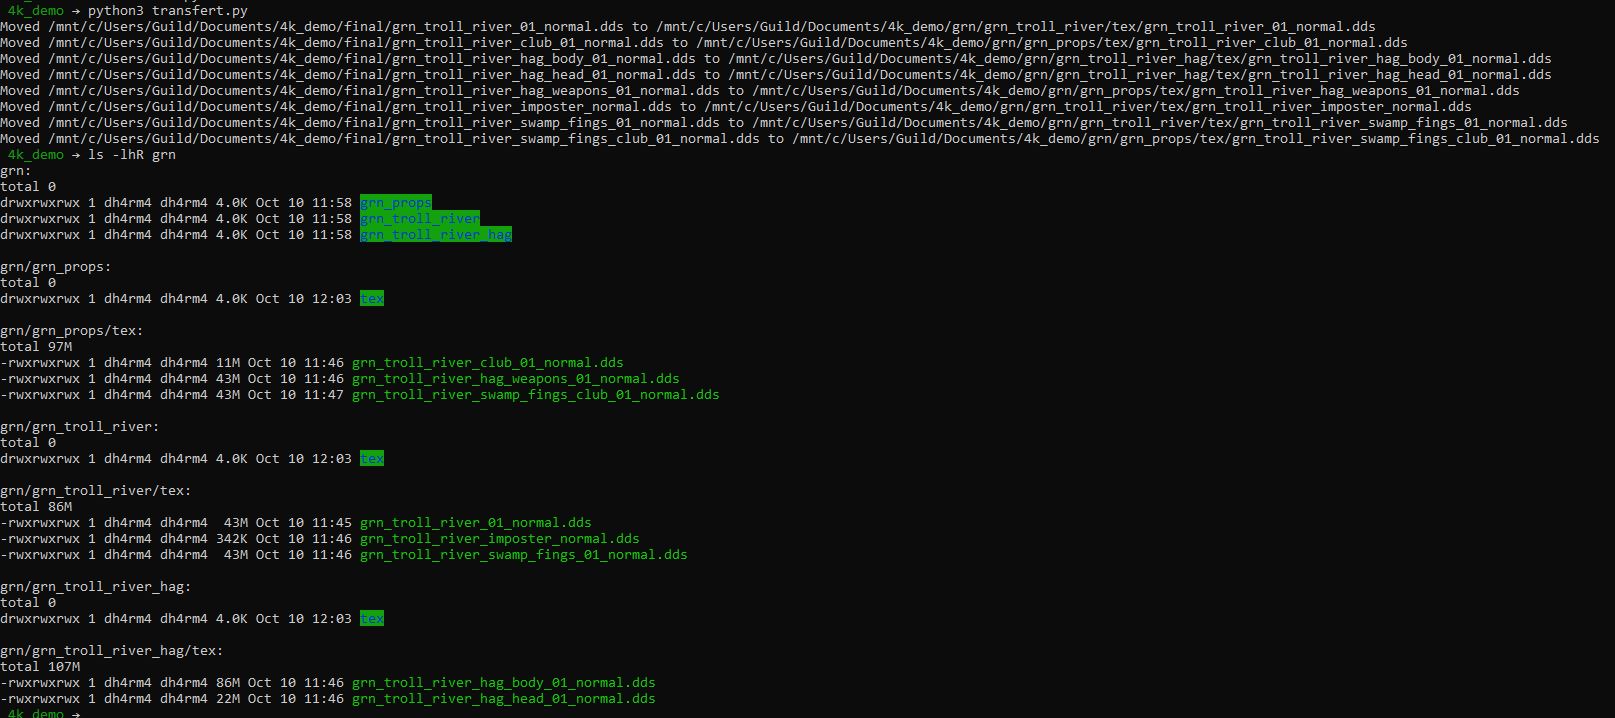 4k_demo → python3 transfert.py
Moved /mnt/c/Users/Guild/Documents/4k_demo/final/grn_troll_river_01_normal.dds to /mnt/c/Users/Guild/Documents/4k_demo/grn/grn_troll_river/tex/grn_troll_river_01_normal.dds
Moved /mnt/c/Users/Guild/Documents/4k_demo/final/grn_troll_river_club_01_normal.dds to /mnt/c/Users/Guild/Documents/4k_demo/grn/grn_props/tex/grn_troll_river_club_01_normal.dds
Moved /mnt/c/Users/Guild/Documents/4k_demo/final/grn_troll_river_hag_body_01_normal.dds to /mnt/c/Users/Guild/Documents/4k_demo/grn/grn_troll_river_hag/tex/grn_troll_river_hag_body_01_normal.dds
Moved /mnt/c/Users/Guild/Documents/4k_demo/final/grn_troll_river_hag_head_01_normal.dds to /mnt/c/Users/Guild/Documents/4k_demo/grn/grn_troll_river_hag/tex/grn_troll_river_hag_head_01_normal.dds
Moved /mnt/c/Users/Guild/Documents/4k_demo/final/grn_troll_river_hag_weapons_01_normal.dds to /mnt/c/Users/Guild/Documents/4k_demo/grn/grn_props/tex/grn_troll_river_hag_weapons_01_normal.dds
Moved /mnt/c/Users/Guild/Documents/4k_demo/final/grn_troll_river_imposter_normal.dds to /mnt/c/Users/Guild/Documents/4k_demo/grn/grn_troll_river/tex/grn_troll_river_imposter_normal.dds
Moved /mnt/c/Users/Guild/Documents/4k_demo/final/grn_troll_river_swamp_fings_01_normal.dds to /mnt/c/Users/Guild/Documents/4k_demo/grn/grn_troll_river/tex/grn_troll_river_swamp_fings_01_normal.dds
Moved /mnt/c/Users/Guild/Documents/4k_demo/final/grn_troll_river_swamp_fings_club_01_normal.dds to /mnt/c/Users/Guild/Documents/4k_demo/grn/grn_props/tex/grn_troll_river_swamp_fings_club_01_normal.dds
4k_demo → ls -lhR grn
grn:
total 0
drwxrwxrwx 1 dh4rm4 dh4rm4 4.0K Oct 10 11:58 grn_props
drwxrwxrwx 1 dh4rm4 dh4rm4 4.0K Oct 10 11:58 grn_troll_river
drwxrwxrwx 1 dh4rm4 dh4rm4 4.0K Oct 10 11:58 grn_troll_river_hag
grn/grn_props:
total 0
drwxrwxrwx 1 dh4rm4 dh4rm4 4.0K Oct 10 12:03 tex
grn/grn_props/tex:
total 97M
-rwxrwxrwx 1 dh4rm4 dh4rm4 11M Oct 10 11:46 grn_troll_river_club_01_normal.dds
-rwxrwxrwx 1 dh4rm4 dh4rm4 43M Oct 10 11:46 grn_troll_river_hag_weapons_01_normal.dds
-rwxrwxrwx 1 dh4rm4 dh4rm4 43M Oct 10 11:47 grn_troll_river_swamp_fings_club_01_normal.dds
grn/grn_troll_river:
total 0
drwxrwxrwx 1 dh4rm4 dh4rm4 4.0K Oct 10 12:03 tex
grn/grn_troll_river/tex:
total 86M
-rwxrwxrwx 1 dh4rm4 dh4rm4 43M Oct 10 11:45 grn_troll_river_01_normal.dds
-rwxrwxrwx 1 dh4rm4 dh4rm4 342K Oct 10 11:46 grn_troll_river_imposter_normal.dds
-rwxrwxrwx 1 dh4rm4 dh4rm4 43M Oct 10 11:46 grn_troll_river_swamp_fings_01_normal.dds
grn/grn_troll_river_hag:
total 0
drwxrwxrwx 1 dh4rm4 dh4rm4 4.0K Oct 10 12:03 tex
grn/grn_troll_river_hag/tex:
total 107M
-rwxrwxrwx 1 dh4rm4 dh4rm4 86M Oct 10 11:46 grn_troll_river_hag_body_01_normal.dds
-rwxrwxrwx 1 dh4rm4 dh4rm4 22M Oct 10 11:46 grn_troll_river_hag_head_01_normal.dds
4k_demo →